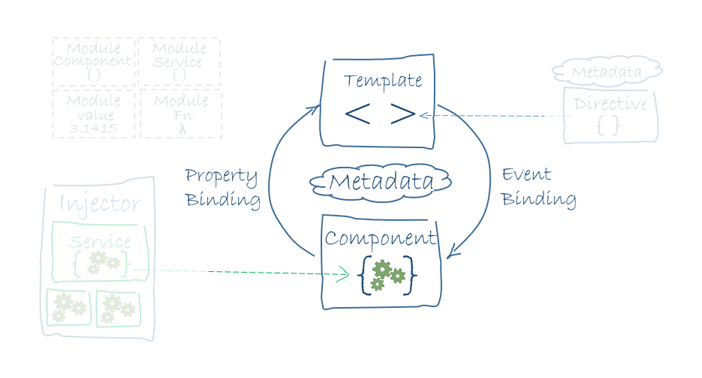 Module
Component
{ }
Module
Service
{ }
Module
value
3.1415
Module
Fn
λ
Template
< >
Metadata
Directive
{ }
Property
Binding
Metadata
Event
Binding
Injector
Service
{ }
Component
{ }